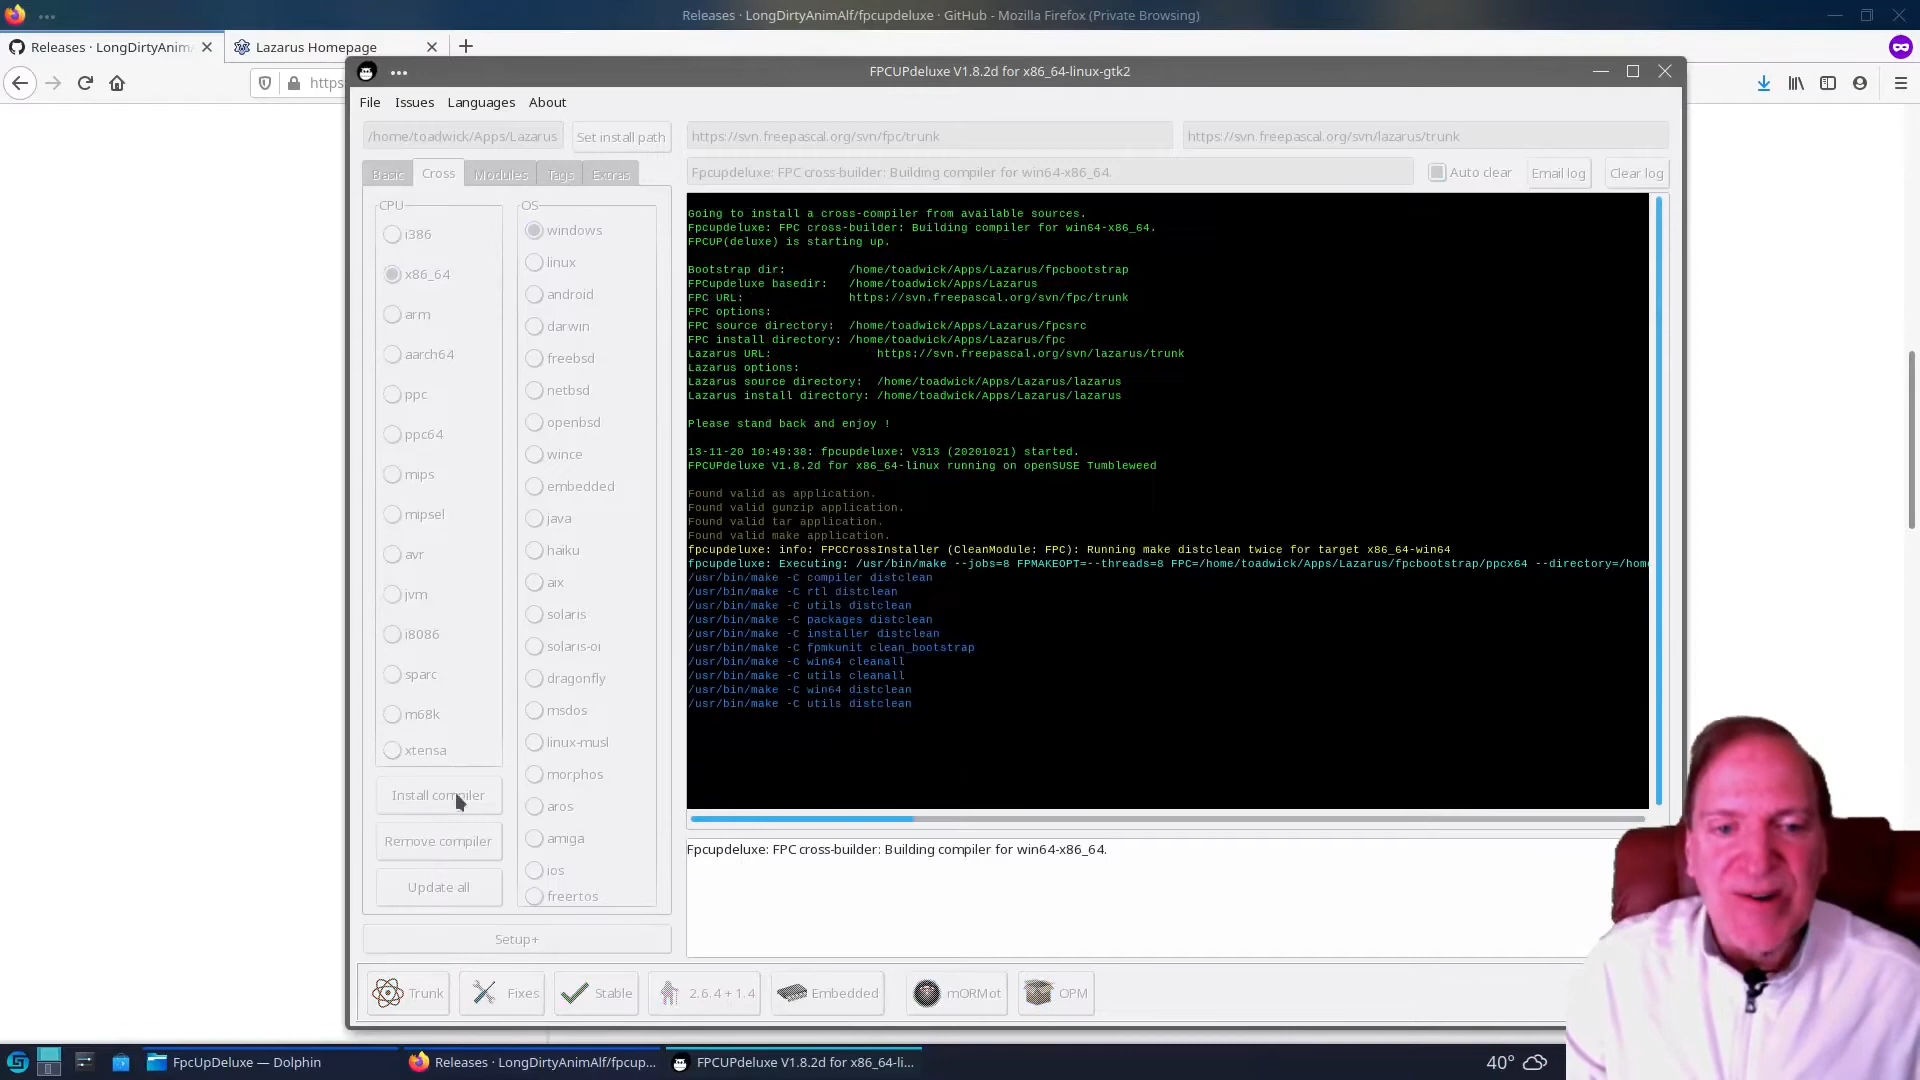 Releases · LongDirtyAnimAlf/fpcupdeluxe · GitHub - Mozilla Firefox (Private Browsing)
Releases · LongDirtyAnim
Lazarus Homepage
https
FPCUPdeluxe V1.8.2d for x86_64-linux-gtk2
File Issues Languages About
/home/toadwick/Apps/Lazarus
Set install path
https://svn.freepascal.org/svn/fpc/trunk
https://svn.freepascal.org/svn/lazarus/trunk
Basic Cross Modules Tags Extras
Fpcupdeluxe: FPC cross-builder: Building compiler for win64-x86_64.
Auto clear
Email log
Clear log
CPU
i386
x86_64
arm
aarch64
ppc
ppc64
mips
mipsel
avr
jvm
i8086
sparc
m68k
xtensa
Install compiler
Remove compiler
Update all
OS
windows
linux
android
darwin
freebsd
netbsd
openbsd
wince
embedded
java
haiku
aix
solaris
solaris-oi
dragonfly
msdos
linux-musl
morphos
aros
amiga
ios
freertos
Setup+
Going to install a cross-compiler from available sources.
Fpcupdeluxe: FPC cross-builder: Building compiler for win64-x86_64.
FPCUP(deluxe) is starting up.
Bootstrap dir: /home/toadwick/Apps/Lazarus/fpcbootstrap
FPCupdeluxe basedir: /home/toadwick/Apps/Lazarus
FPC URL: https://svn.freepascal.org/svn/fpc/trunk
FPC options:
FPC source directory: /home/toadwick/Apps/Lazarus/fpcsrc
FPC install directory: /home/toadwick/Apps/Lazarus/fpc
Lazarus URL: https://svn.freepascal.org/svn/lazarus/trunk
Lazarus options:
Lazarus source directory: /home/toadwick/Apps/Lazarus/lazarus
Lazarus install directory: /home/toadwick/Apps/Lazarus/lazarus
Please stand back and enjoy !
13-11-20 10:49:38: fpcupdeluxe: V313 (20201021) started.
FPCUPdeluxe V1.8.2d for x86_64-linux running on openSUSE Tumbleweed
Found valid as application.
Found valid gunzip application.
Found valid tar application.
Found valid make application.
fpcupdeluxe: info: FPCCrossInstaller (CleanModule: FPC): Running make distclean twice for target x86_64-win64
fpcupdeluxe: Executing: /usr/bin/make --jobs=8 FPMAKEOPT=--threads=8 FPC=/home/toadwick/Apps/Lazarus/fpcbootstrap/ppcx64 --directory=/home
/usr/bin/make -C compiler distclean
/usr/bin/make -C rtl distclean
/usr/bin/make -C utils distclean
/usr/bin/make -C packages distclean
/usr/bin/make -C installer distclean
/usr/bin/make -C fpmkunit clean_bootstrap
/usr/bin/make -C win64 cleanall
/usr/bin/make -C utils cleanall
/usr/bin/make -C win64 distclean
/usr/bin/make -C utils distclean
Fpcupdeluxe: FPC cross-builder: Building compiler for win64-x86_64.
Trunk
Fixes
Stable
2.6.4 + 1.4
Embedded
mORMot
OPM
FpcUpDeluxe — Dolphin
Releases · LongDirtyAnimAlf/fpcup...
FPCUPdeluxe V1.8.2d for x86_64-li...
40°